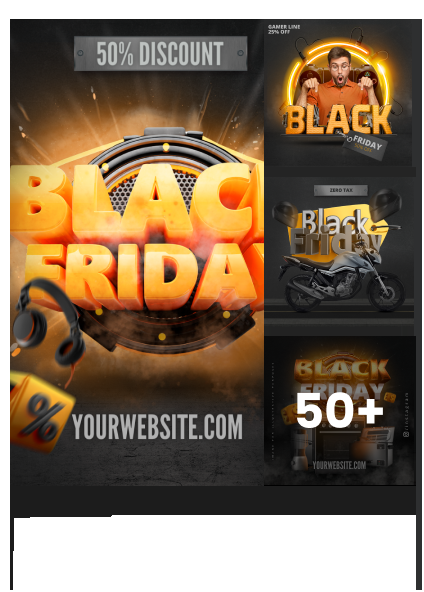 50% DISCOUNT
BLACK
FRIDAY
%
YOURWEBSITE.COM
GAMER LINE
25% OFF
BLACK
FRIDAY
ZERO TAX
Black
Friday
BLACK
FRIDAY
50+
YOURWEBSITE.COM